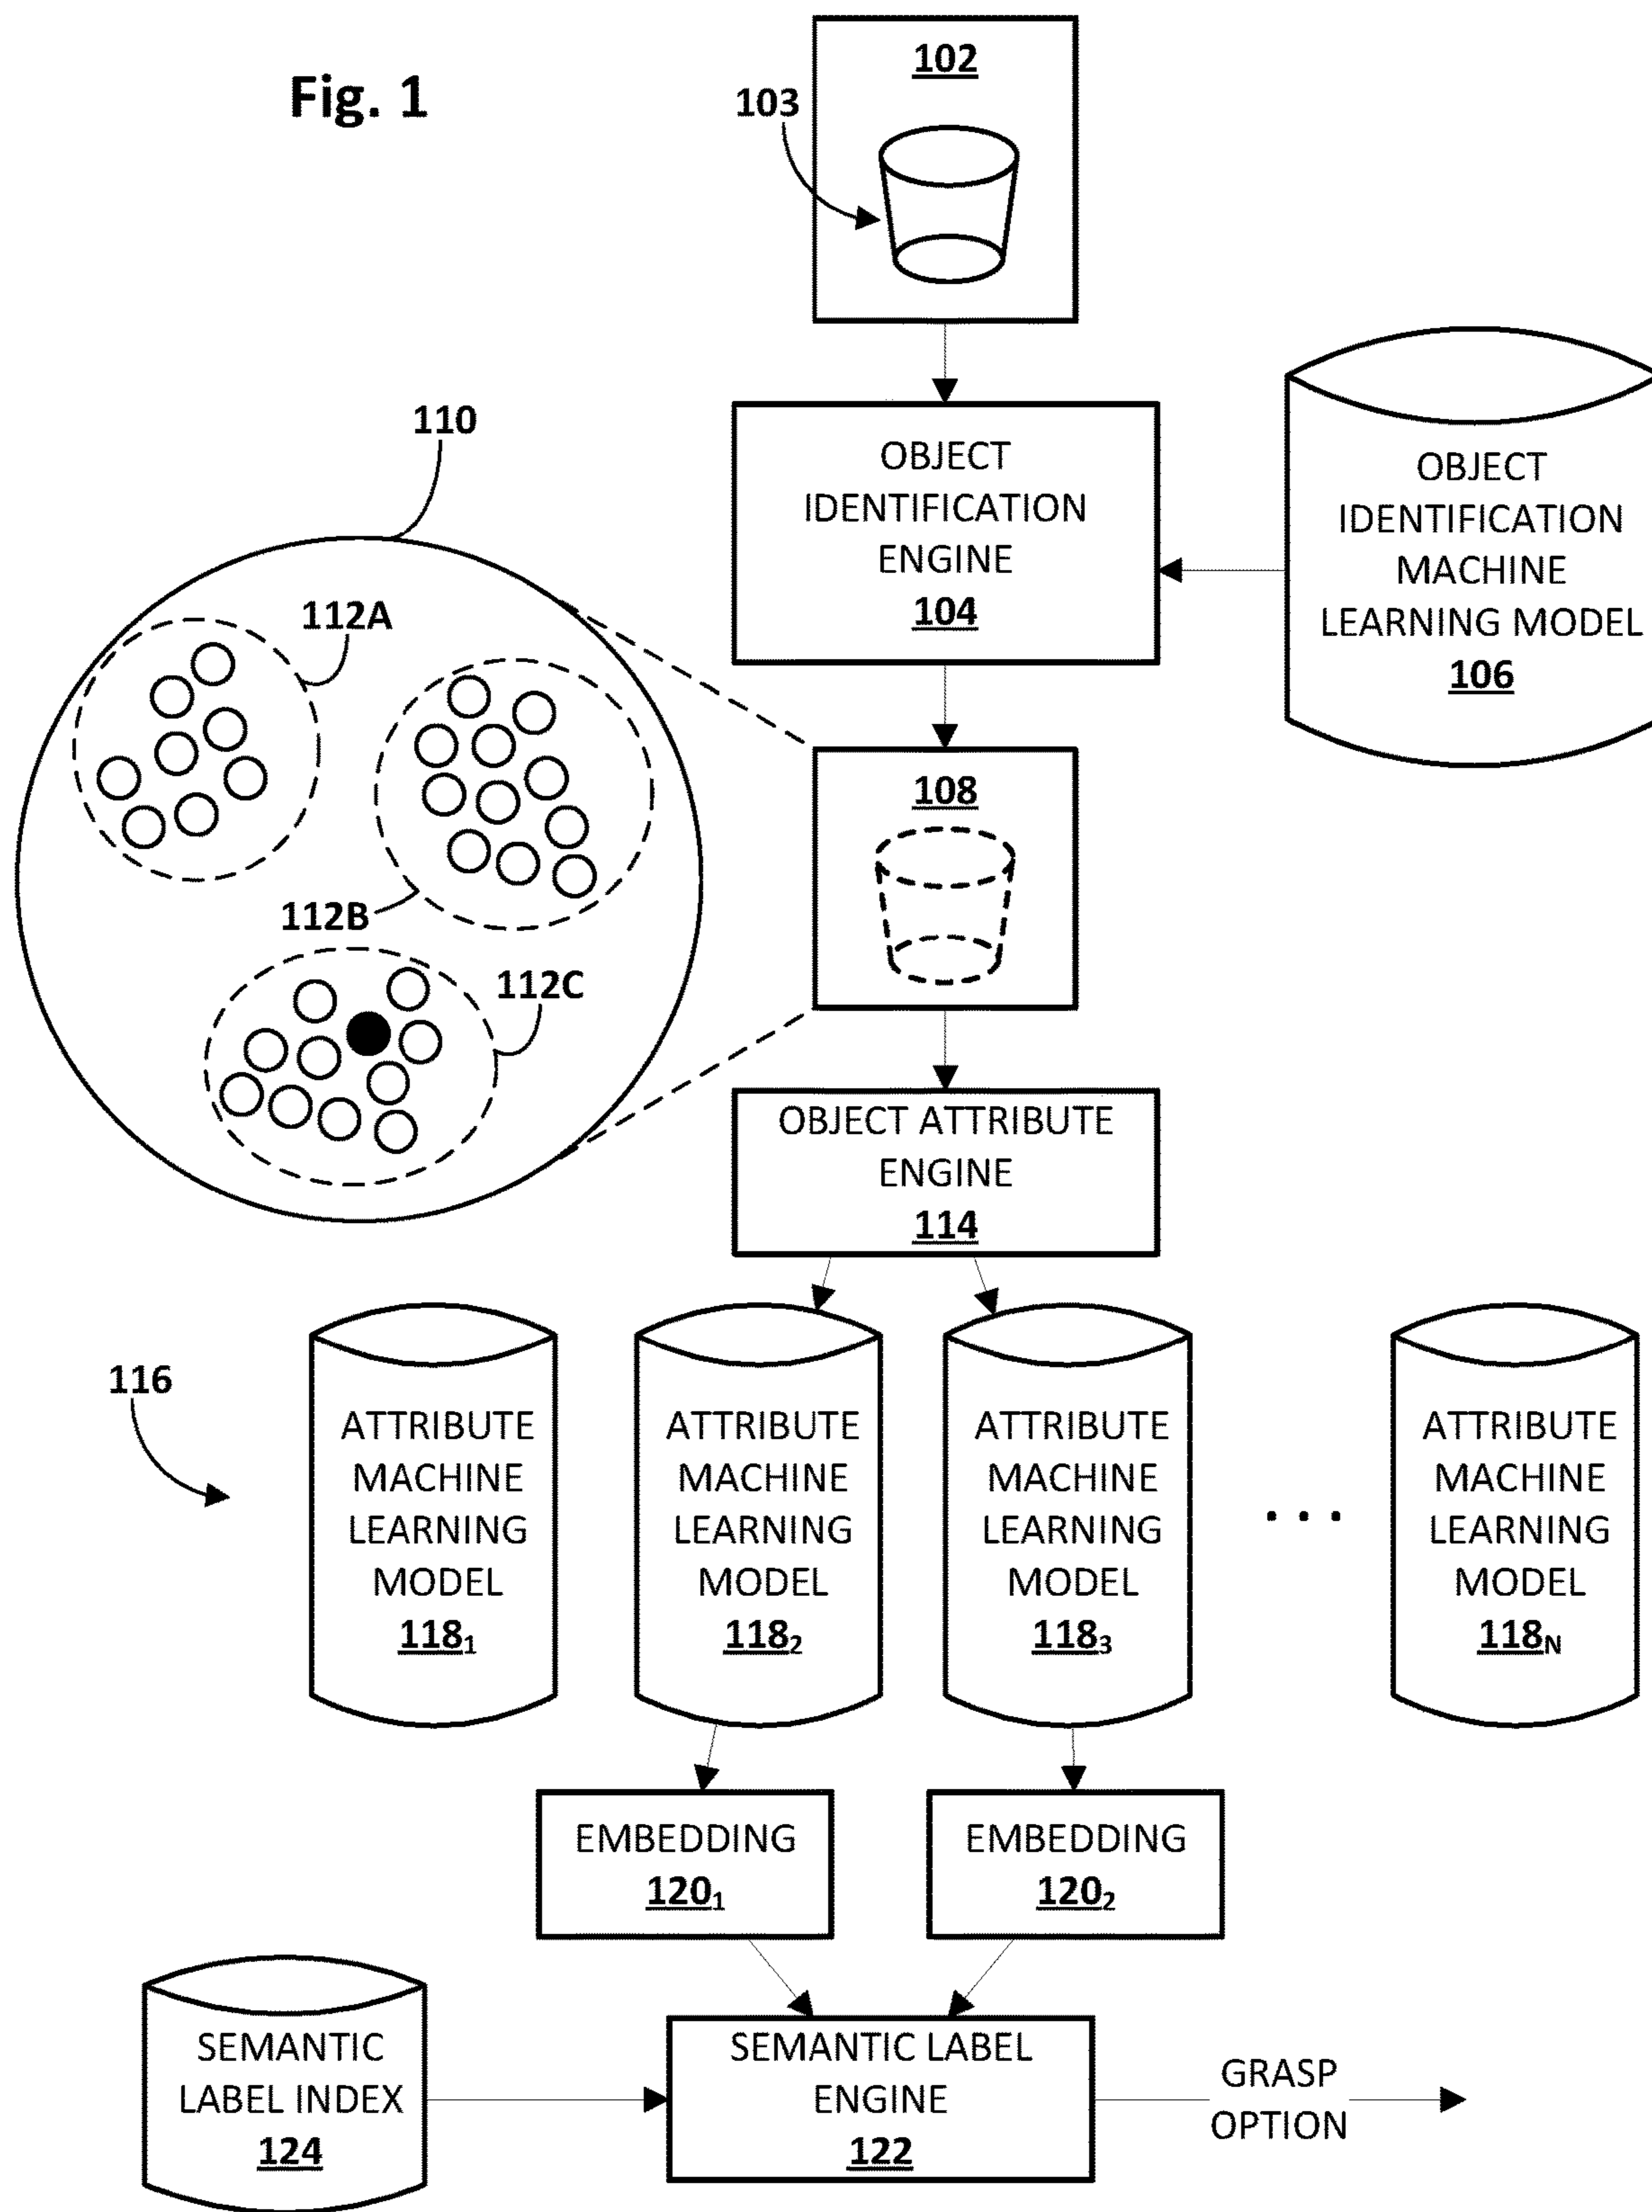 Fig. 1
102
103
OBJECT
IDENTIFICATION
ENGINE
104
OBJECT
IDENTIFICATION
MACHINE
LEARNING MODEL
106
110
112A
112B
112C
108
OBJECT ATTRIBUTE
ENGINE
114
116
ATTRIBUTE
MACHINE
LEARNING
MODEL
118₁
ATTRIBUTE
MACHINE
LEARNING
MODEL
118₂
ATTRIBUTE
MACHINE
LEARNING
MODEL
118₃
. . .
ATTRIBUTE
MACHINE
LEARNING
MODEL
118N
EMBEDDING
120₁
EMBEDDING
120₂
SEMANTIC
LABEL INDEX
124
SEMANTIC LABEL
ENGINE
122
GRASP
OPTION